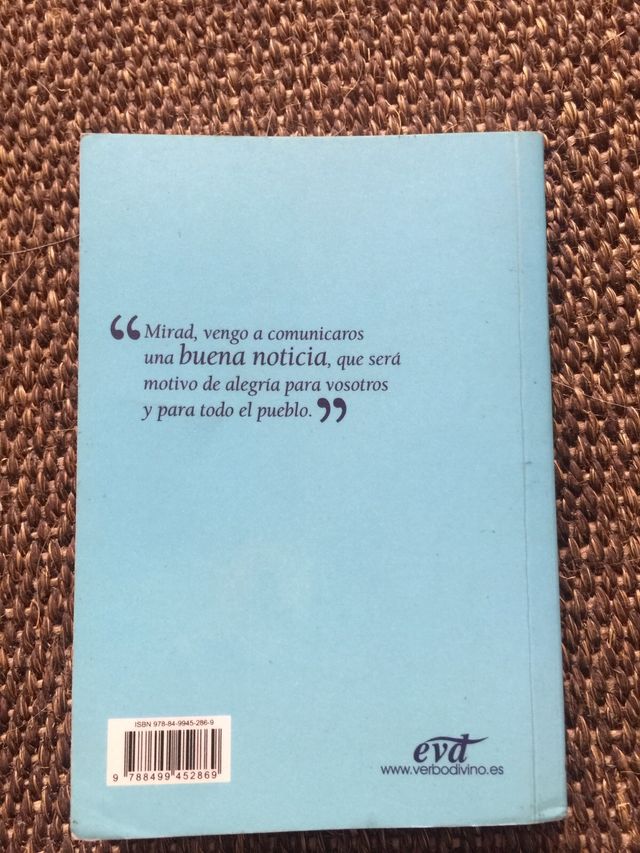 “Mirad, vengo a comunicaros
una buena noticia, que será
motivo de alegría para vosotros
y para todo el pueblo.”
ISBN 978-84-9945-286-9
9 788499 452869
evd
www.verbodivino.es